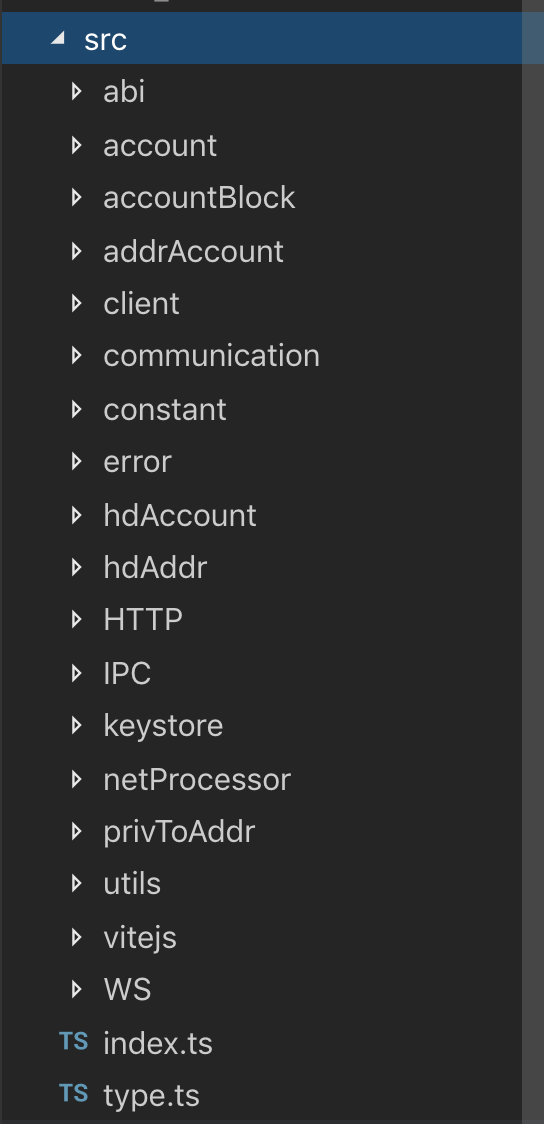 src
abi
account
accountBlock
addrAccount
client
communication
constant
error
hdAccount
hdAddr
HTTP
IPC
keystore
netProcessor
privToAddr
utils
vitejs
WS
TS index.ts
TS type.ts